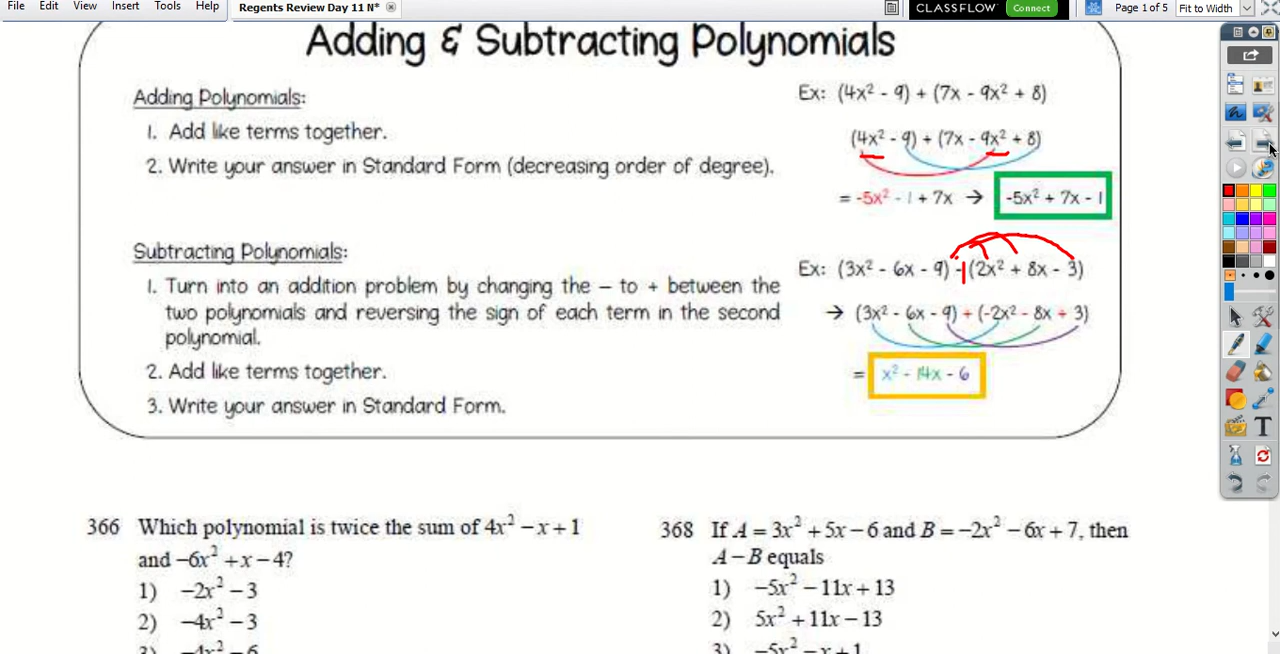 File Edit View Insert Tools Help Regents Review Day 11 N* CLASSFLOW Connect Page 1 of 5 Fit to Width
Adding & Subtracting Polynomials
Adding Polynomials:
1. Add like terms together.
2. Write your answer in Standard Form (decreasing order of degree).
Ex: (4x² - 9) + (7x - 9x² + 8)
(4x² - 9) + (7x - 9x² + 8)
= -5x² - 1 + 7x → -5x² + 7x - 1
Subtracting Polynomials:
1. Turn into an addition problem by changing the – to + between the
two polynomials and reversing the sign of each term in the second
polynomial.
2. Add like terms together.
3. Write your answer in Standard Form.
Ex: (3x² - 6x - 9) -1(2x² + 8x - 3)
→ (3x² - 6x - 9) + (-2x² - 8x + 3)
= x² - 14x - 6
366 Which polynomial is twice the sum of 4x² − x + 1
and −6x² + x − 4?
1) −2x² − 3
2) −4x² − 3
3) −4x² − 6
368 If A = 3x² + 5x − 6 and B = −2x² − 6x + 7, then
A − B equals
1) −5x² − 11x + 13
2) 5x² + 11x − 13
3) −5x² − x + 1
T